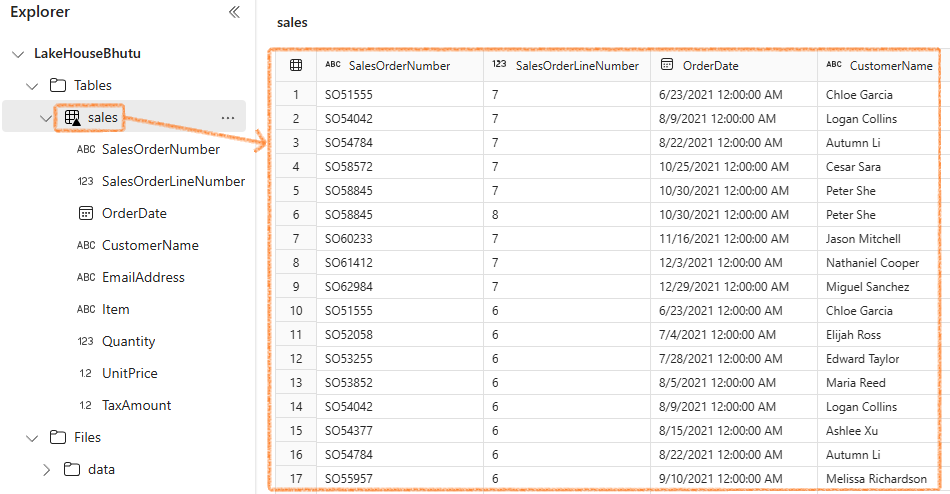 Explorer
LakeHouseBhutu
Tables
sales
ABC SalesOrderNumber
123 SalesOrderLineNumber
OrderDate
ABC CustomerName
ABC EmailAddress
ABC Item
123 Quantity
1.2 UnitPrice
1.2 TaxAmount
Files
data
sales
ABC SalesOrderNumber 123 SalesOrderLineNumber OrderDate ABC CustomerName
1 SO51555 7 6/23/2021 12:00:00 AM Chloe Garcia
2 SO54042 7 8/9/2021 12:00:00 AM Logan Collins
3 SO54784 7 8/22/2021 12:00:00 AM Autumn Li
4 SO58572 7 10/25/2021 12:00:00 AM Cesar Sara
5 SO58845 7 10/30/2021 12:00:00 AM Peter She
6 SO58845 8 10/30/2021 12:00:00 AM Peter She
7 SO60233 7 11/16/2021 12:00:00 AM Jason Mitchell
8 SO61412 7 12/3/2021 12:00:00 AM Nathaniel Cooper
9 SO62984 7 12/29/2021 12:00:00 AM Miguel Sanchez
10 SO51555 6 6/23/2021 12:00:00 AM Chloe Garcia
11 SO52058 6 7/4/2021 12:00:00 AM Elijah Ross
12 SO53255 6 7/28/2021 12:00:00 AM Edward Taylor
13 SO53852 6 8/5/2021 12:00:00 AM Maria Reed
14 SO54042 6 8/9/2021 12:00:00 AM Logan Collins
15 SO54377 6 8/15/2021 12:00:00 AM Ashlee Xu
16 SO54784 6 8/22/2021 12:00:00 AM Autumn Li
17 SO55957 6 9/10/2021 12:00:00 AM Melissa Richardson